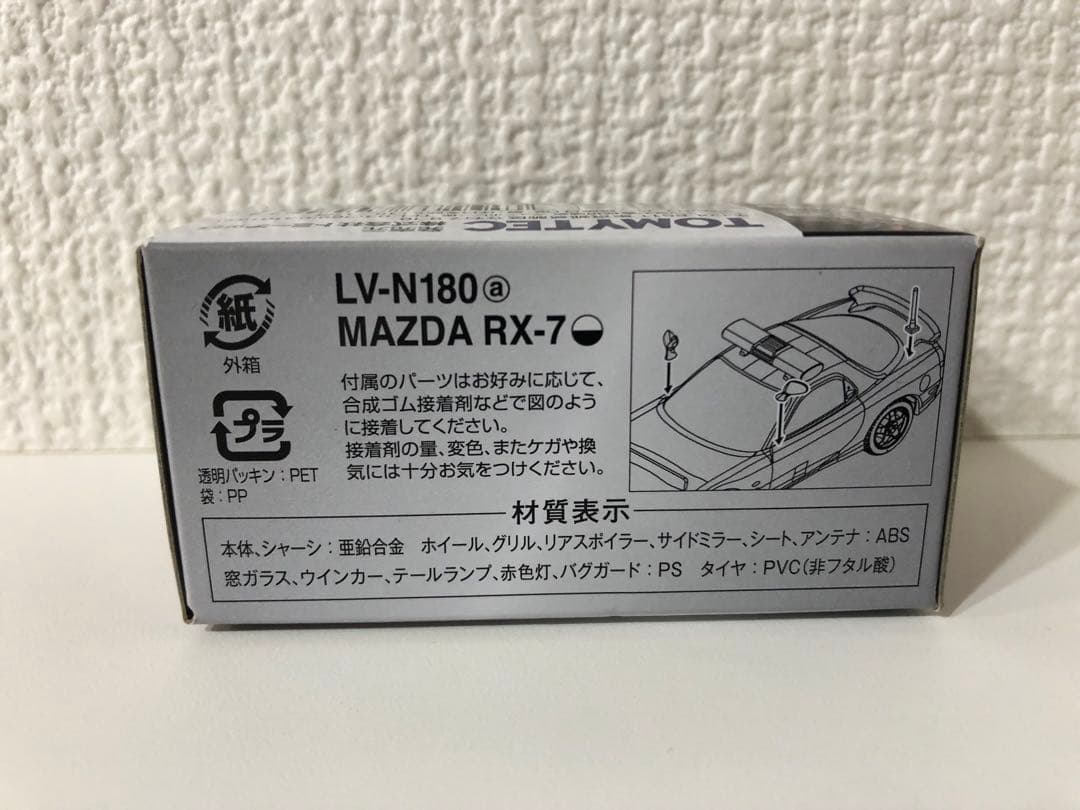 TOMYTEC
発売元
紙
外箱
プラ
透明パッキン：PET
袋：PP
LV-N180ⓐ
MAZDA RX-7
付属のパーツはお好みに応じて、
合成ゴム接着剤などで図のよう
に接着してください。
接着剤の量、変色、またケガや換
気には十分お気をつけください。
材質表示
本体、シャーシ：亜鉛合金　ホイール、グリル、リアスポイラー、サイドミラー、シート、アンテナ：ABS
窓ガラス、ウインカー、テールランプ、赤色灯、バグガード：PS　タイヤ：PVC（非フタル酸）